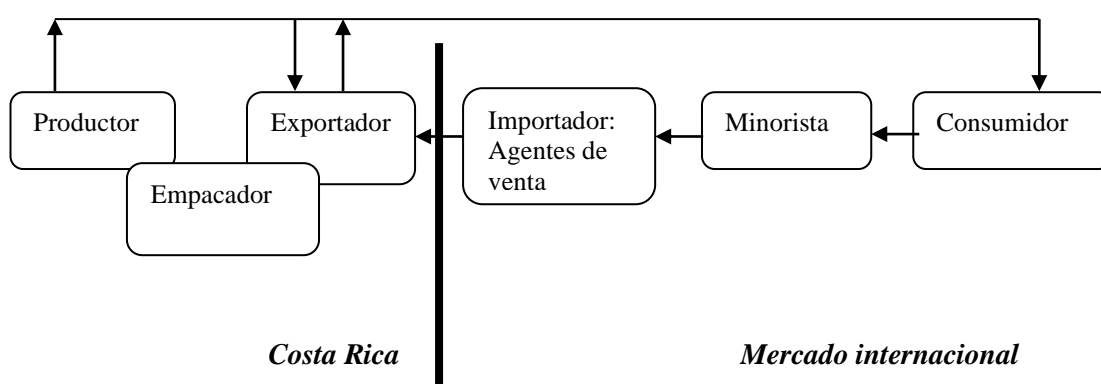 Productor
Exportador
Importador:
Agentes de
venta
Minorista
Consumidor
Empacador
Costa Rica
Mercado internacional